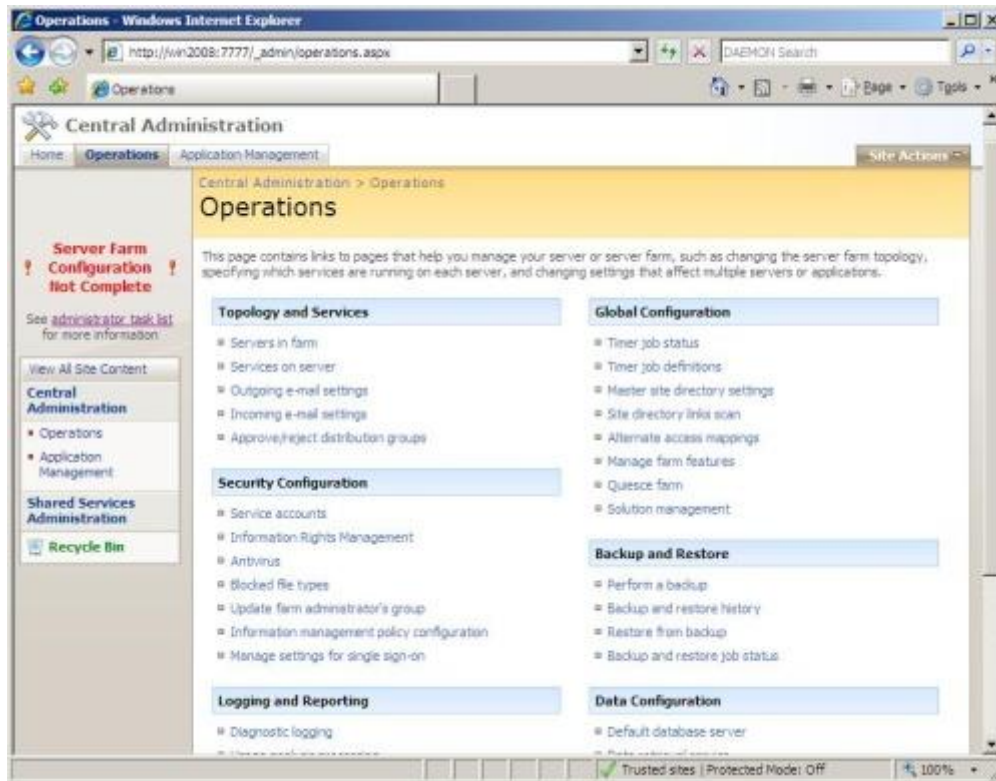 Operations - Windows Internet Explorer
http://win2008:7777/_admin/operations.aspx
DAEMON Search
Operations
Page
Tools
Central Administration
Home
Operations
Application Management
Site Actions
Central Administration > Operations
Operations
This page contains links to pages that help you manage your server or server farm, such as changing the server farm topology,
specifying which services are running on each server, and changing settings that affect multiple servers or applications.
! Server Farm
Configuration !
Not Complete
See administrator task list
for more information
View All Site Content
Central
Administration
Operations
Application
Management
Shared Services
Administration
Recycle Bin
Topology and Services
Servers in farm
Services on server
Outgoing e-mail settings
Incoming e-mail settings
Approve/reject distribution groups
Security Configuration
Service accounts
Information Rights Management
Antivirus
Blocked file types
Update farm administrator's group
Information management policy configuration
Manage settings for single sign-on
Logging and Reporting
Diagnostic logging
Global Configuration
Timer job status
Timer job definitions
Master site directory settings
Site directory links scan
Alternate access mappings
Manage farm features
Quiesce farm
Solution management
Backup and Restore
Perform a backup
Backup and restore history
Restore from backup
Backup and restore job status
Data Configuration
Default database server
Trusted sites | Protected Mode: Off
100%